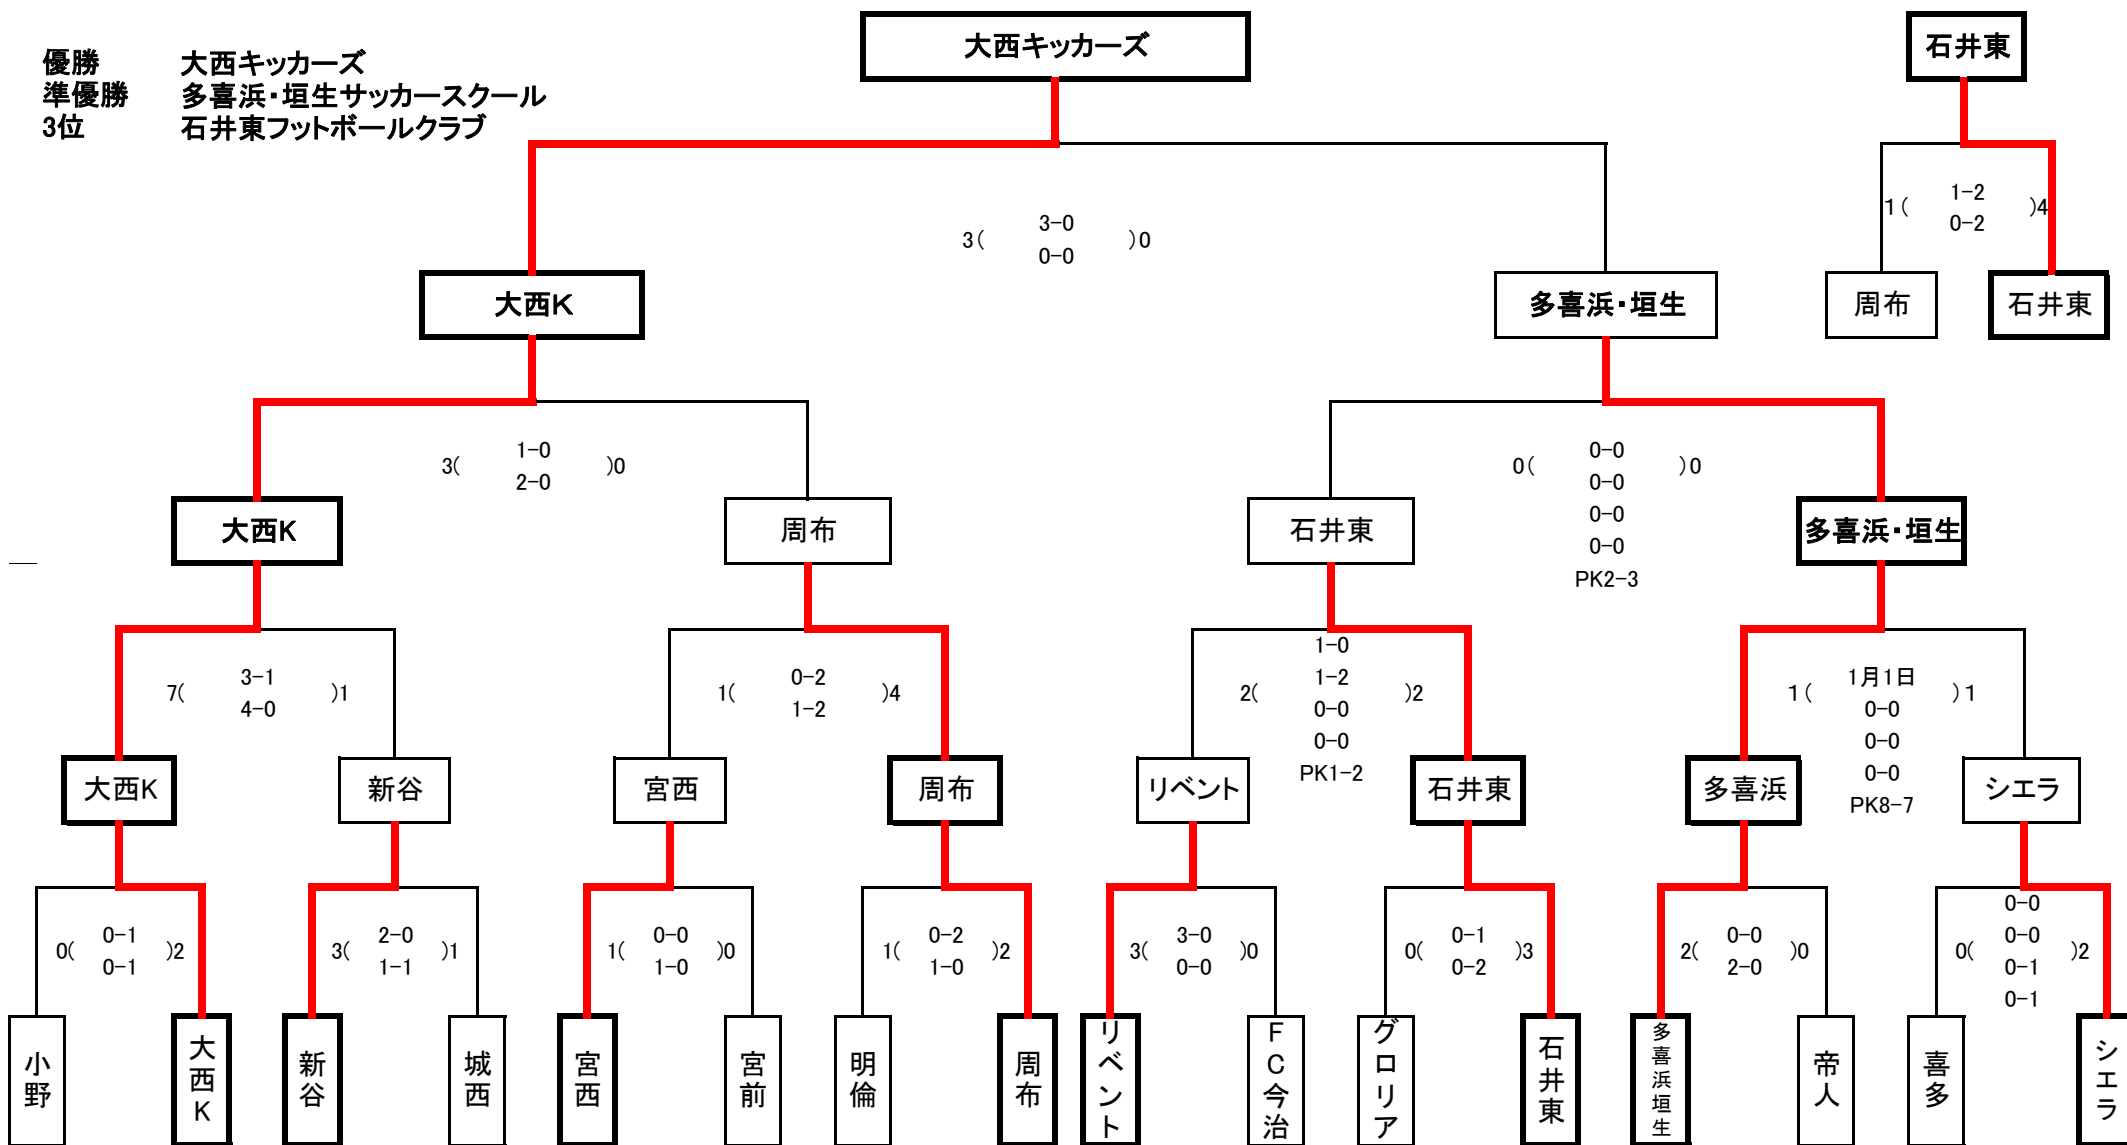 大西キッカーズ
石井東
優勝 大西キッカーズ
準優勝 多喜浜・垣生サッカースクール
3位 石井東フットボールクラブ
1( 1-2 )4
0-2
3( 3-0 )0
0-0
大西K
多喜浜・垣生
周布
石井東
3( 1-0 )0
2-0
0( 0-0 )0
0-0
0-0
0-0
PK2-3
大西K
周布
石井東
多喜浜・垣生
7( 3-1 )1
4-0
1( 0-2 )4
1-2
2( 1-0 )2
1-2
0-0
0-0
PK1-2
1( 1月1日 )1
0-0
0-0
0-0
PK8-7
大西K
新谷
宮西
周布
リベント
石井東
多喜浜
シエラ
0( 0-1 )2
0-1
3( 2-0 )1
1-1
1( 0-0 )0
1-0
1( 0-2 )2
1-0
3( 3-0 )0
0-0
0( 0-1 )3
0-2
2( 0-0 )0
2-0
0( 0-0 )2
0-0
0-1
0-1
小野
大西K
新谷
城西
宮西
宮前
明倫
周布
リベント
FC今治
グロリア
石井東
多喜浜垣生
帝人
喜多
シエラ